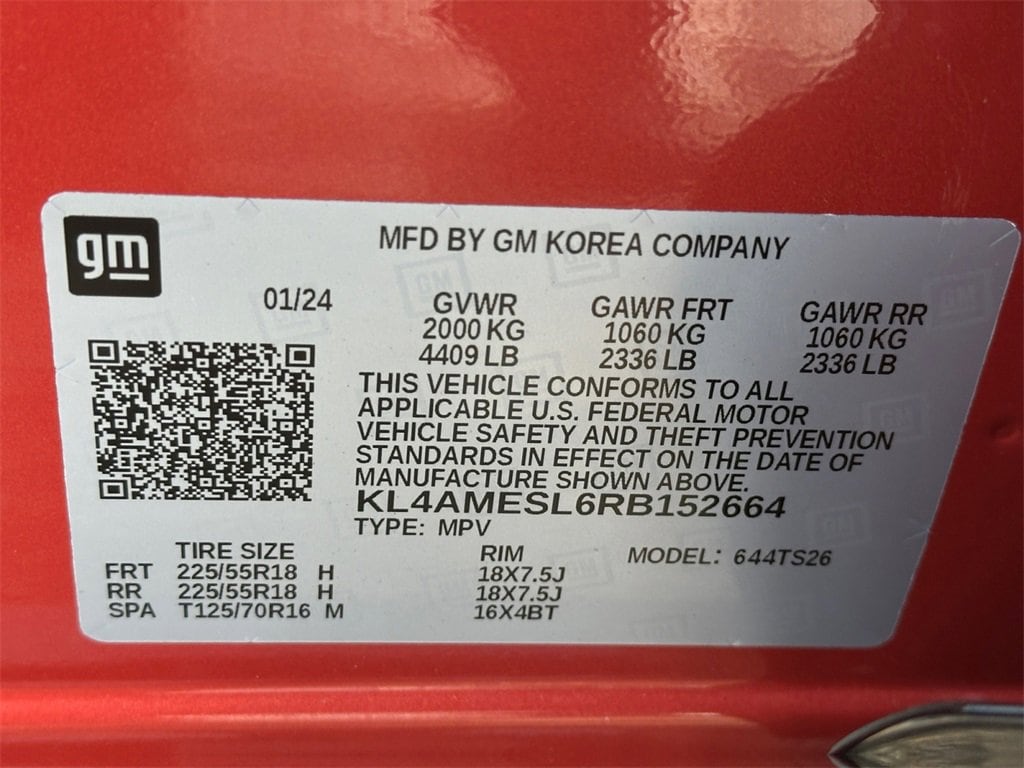 gm
MFD BY GM KOREA COMPANY
01/24
GVWR GAWR FRT GAWR RR
2000 KG 1060 KG 1060 KG
4409 LB 2336 LB 2336 LB
THIS VEHICLE CONFORMS TO ALL
APPLICABLE U.S. FEDERAL MOTOR
VEHICLE SAFETY AND THEFT PREVENTION
STANDARDS IN EFFECT ON THE DATE OF
MANUFACTURE SHOWN ABOVE.
KL4AMESL6RB152664
TYPE: MPV
TIRE SIZE RIM MODEL: 644TS26
FRT 225/55R18 H 18X7.5J
RR 225/55R18 H 18X7.5J
SPA T125/70R16 M 16X4BT